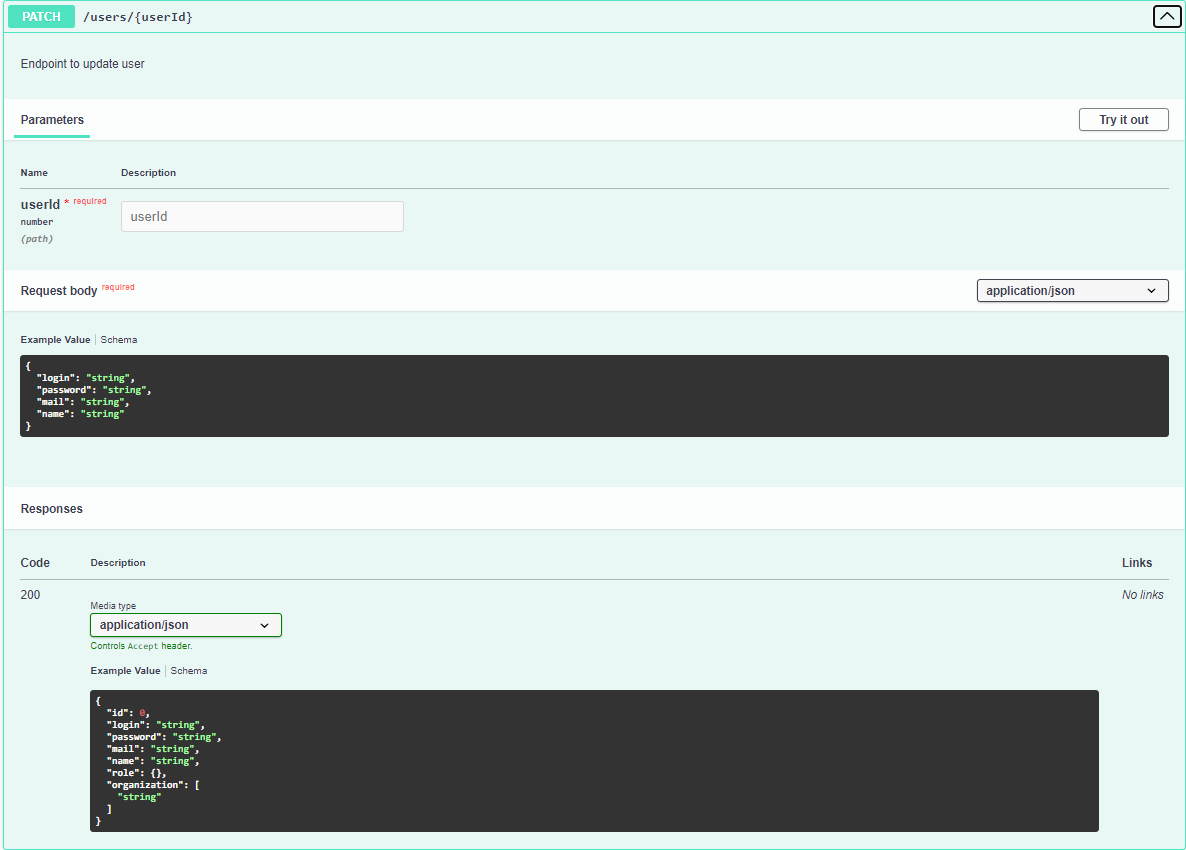 PATCH /users/{userId}
Endpoint to update user
Parameters Try it out
Name Description
userId * required
number
(path)
userId
Request body required application/json
Example Value | Schema
{
  "login": "string",
  "password": "string",
  "mail": "string",
  "name": "string"
}
Responses
Code Description Links
200 No links
Media type
application/json
Controls Accept header.
Example Value | Schema
{
  "id": 0,
  "login": "string",
  "password": "string",
  "mail": "string",
  "name": "string",
  "role": {},
  "organization": [
    "string"
  ]
}